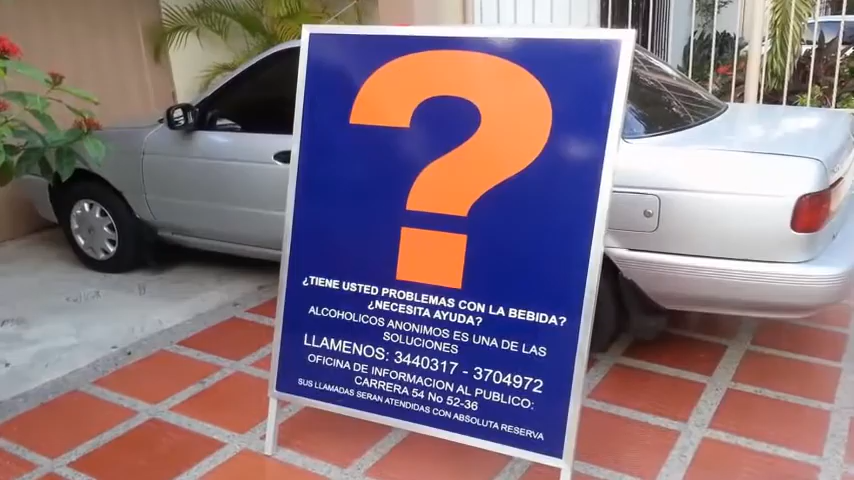 ?
¿TIENE USTED PROBLEMAS CON LA BEBIDA?
¿NECESITA AYUDA?
ALCOHOLICOS ANONIMOS ES UNA DE LAS
SOLUCIONES
LLAMENOS: 3440317 - 3704972
OFICINA DE INFORMACION AL PUBLICO:
CARRERA 54 No 52-36
SUS LLAMADAS SERAN ATENDIDAS CON ABSOLUTA RESERVA